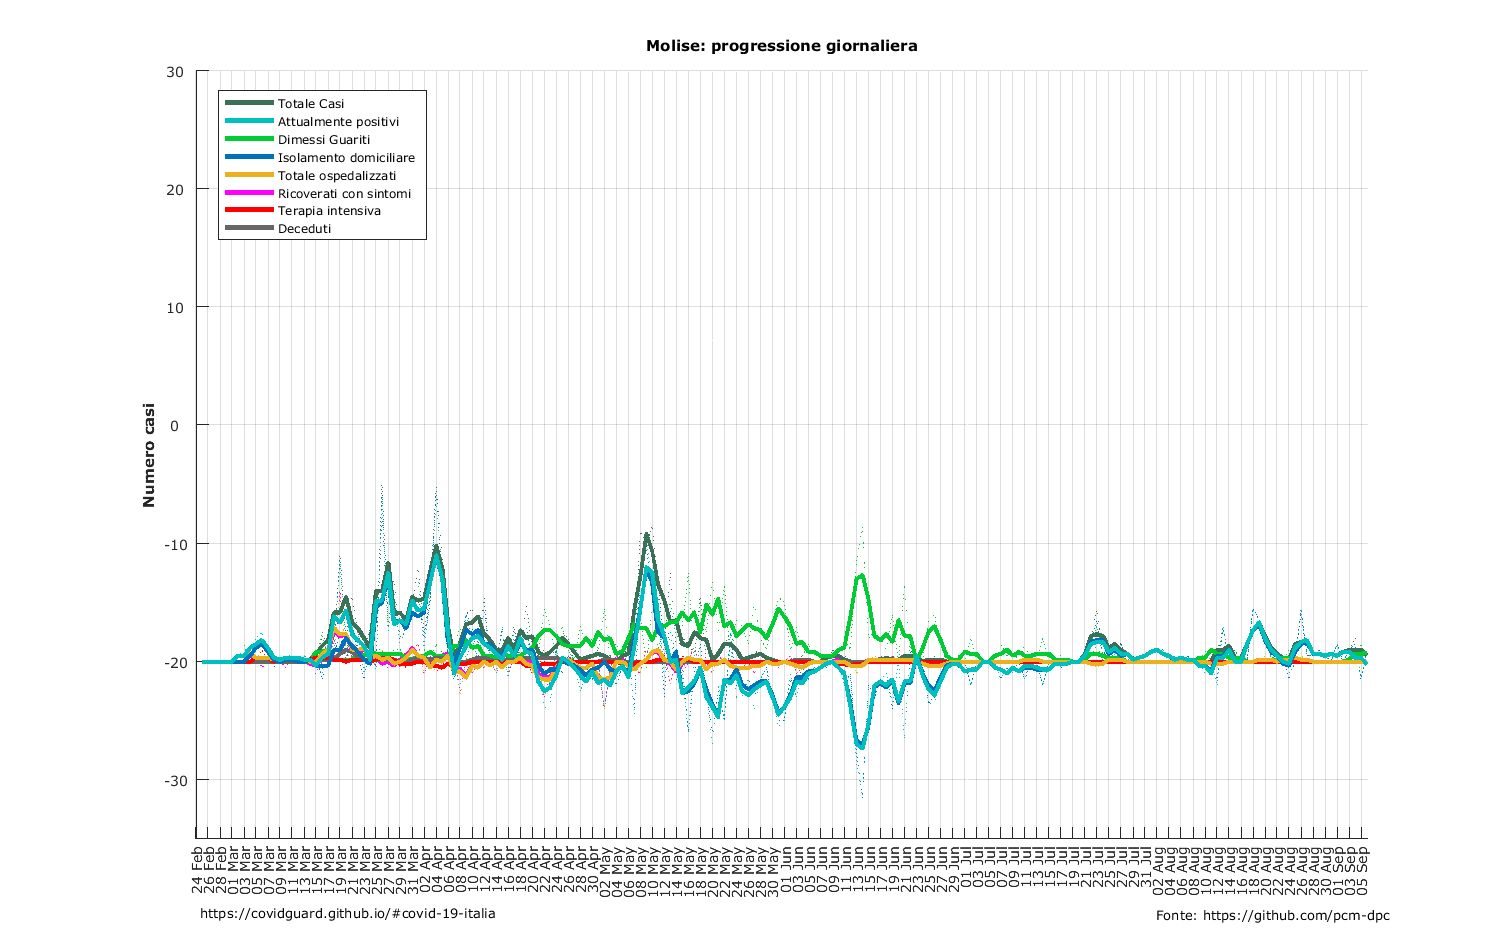 Molise: progressione giornaliera
30
20
10
0
-10
-20
-30
Numero casi
Totale Casi
Attualmente positivi
Dimessi Guariti
Isolamento domiciliare
Totale ospedalizzati
Ricoverati con sintomi
Terapia intensiva
Deceduti
24 Feb
26 Feb
28 Feb
01 Mar
03 Mar
05 Mar
07 Mar
09 Mar
11 Mar
13 Mar
15 Mar
17 Mar
19 Mar
21 Mar
23 Mar
25 Mar
27 Mar
29 Mar
31 Mar
02 Apr
04 Apr
06 Apr
08 Apr
10 Apr
12 Apr
14 Apr
16 Apr
18 Apr
20 Apr
22 Apr
24 Apr
26 Apr
28 Apr
30 Apr
02 May
04 May
06 May
08 May
10 May
12 May
14 May
16 May
18 May
20 May
22 May
24 May
26 May
28 May
30 May
01 Jun
03 Jun
05 Jun
07 Jun
09 Jun
11 Jun
13 Jun
15 Jun
17 Jun
19 Jun
21 Jun
23 Jun
25 Jun
27 Jun
29 Jun
01 Jul
03 Jul
05 Jul
07 Jul
09 Jul
11 Jul
13 Jul
15 Jul
17 Jul
19 Jul
21 Jul
23 Jul
25 Jul
27 Jul
29 Jul
31 Jul
02 Aug
04 Aug
06 Aug
08 Aug
10 Aug
12 Aug
14 Aug
16 Aug
18 Aug
20 Aug
22 Aug
24 Aug
26 Aug
28 Aug
30 Aug
01 Sep
03 Sep
05 Sep
https://covidguard.github.io/#covid-19-italia
Fonte: https://github.com/pcm-dpc